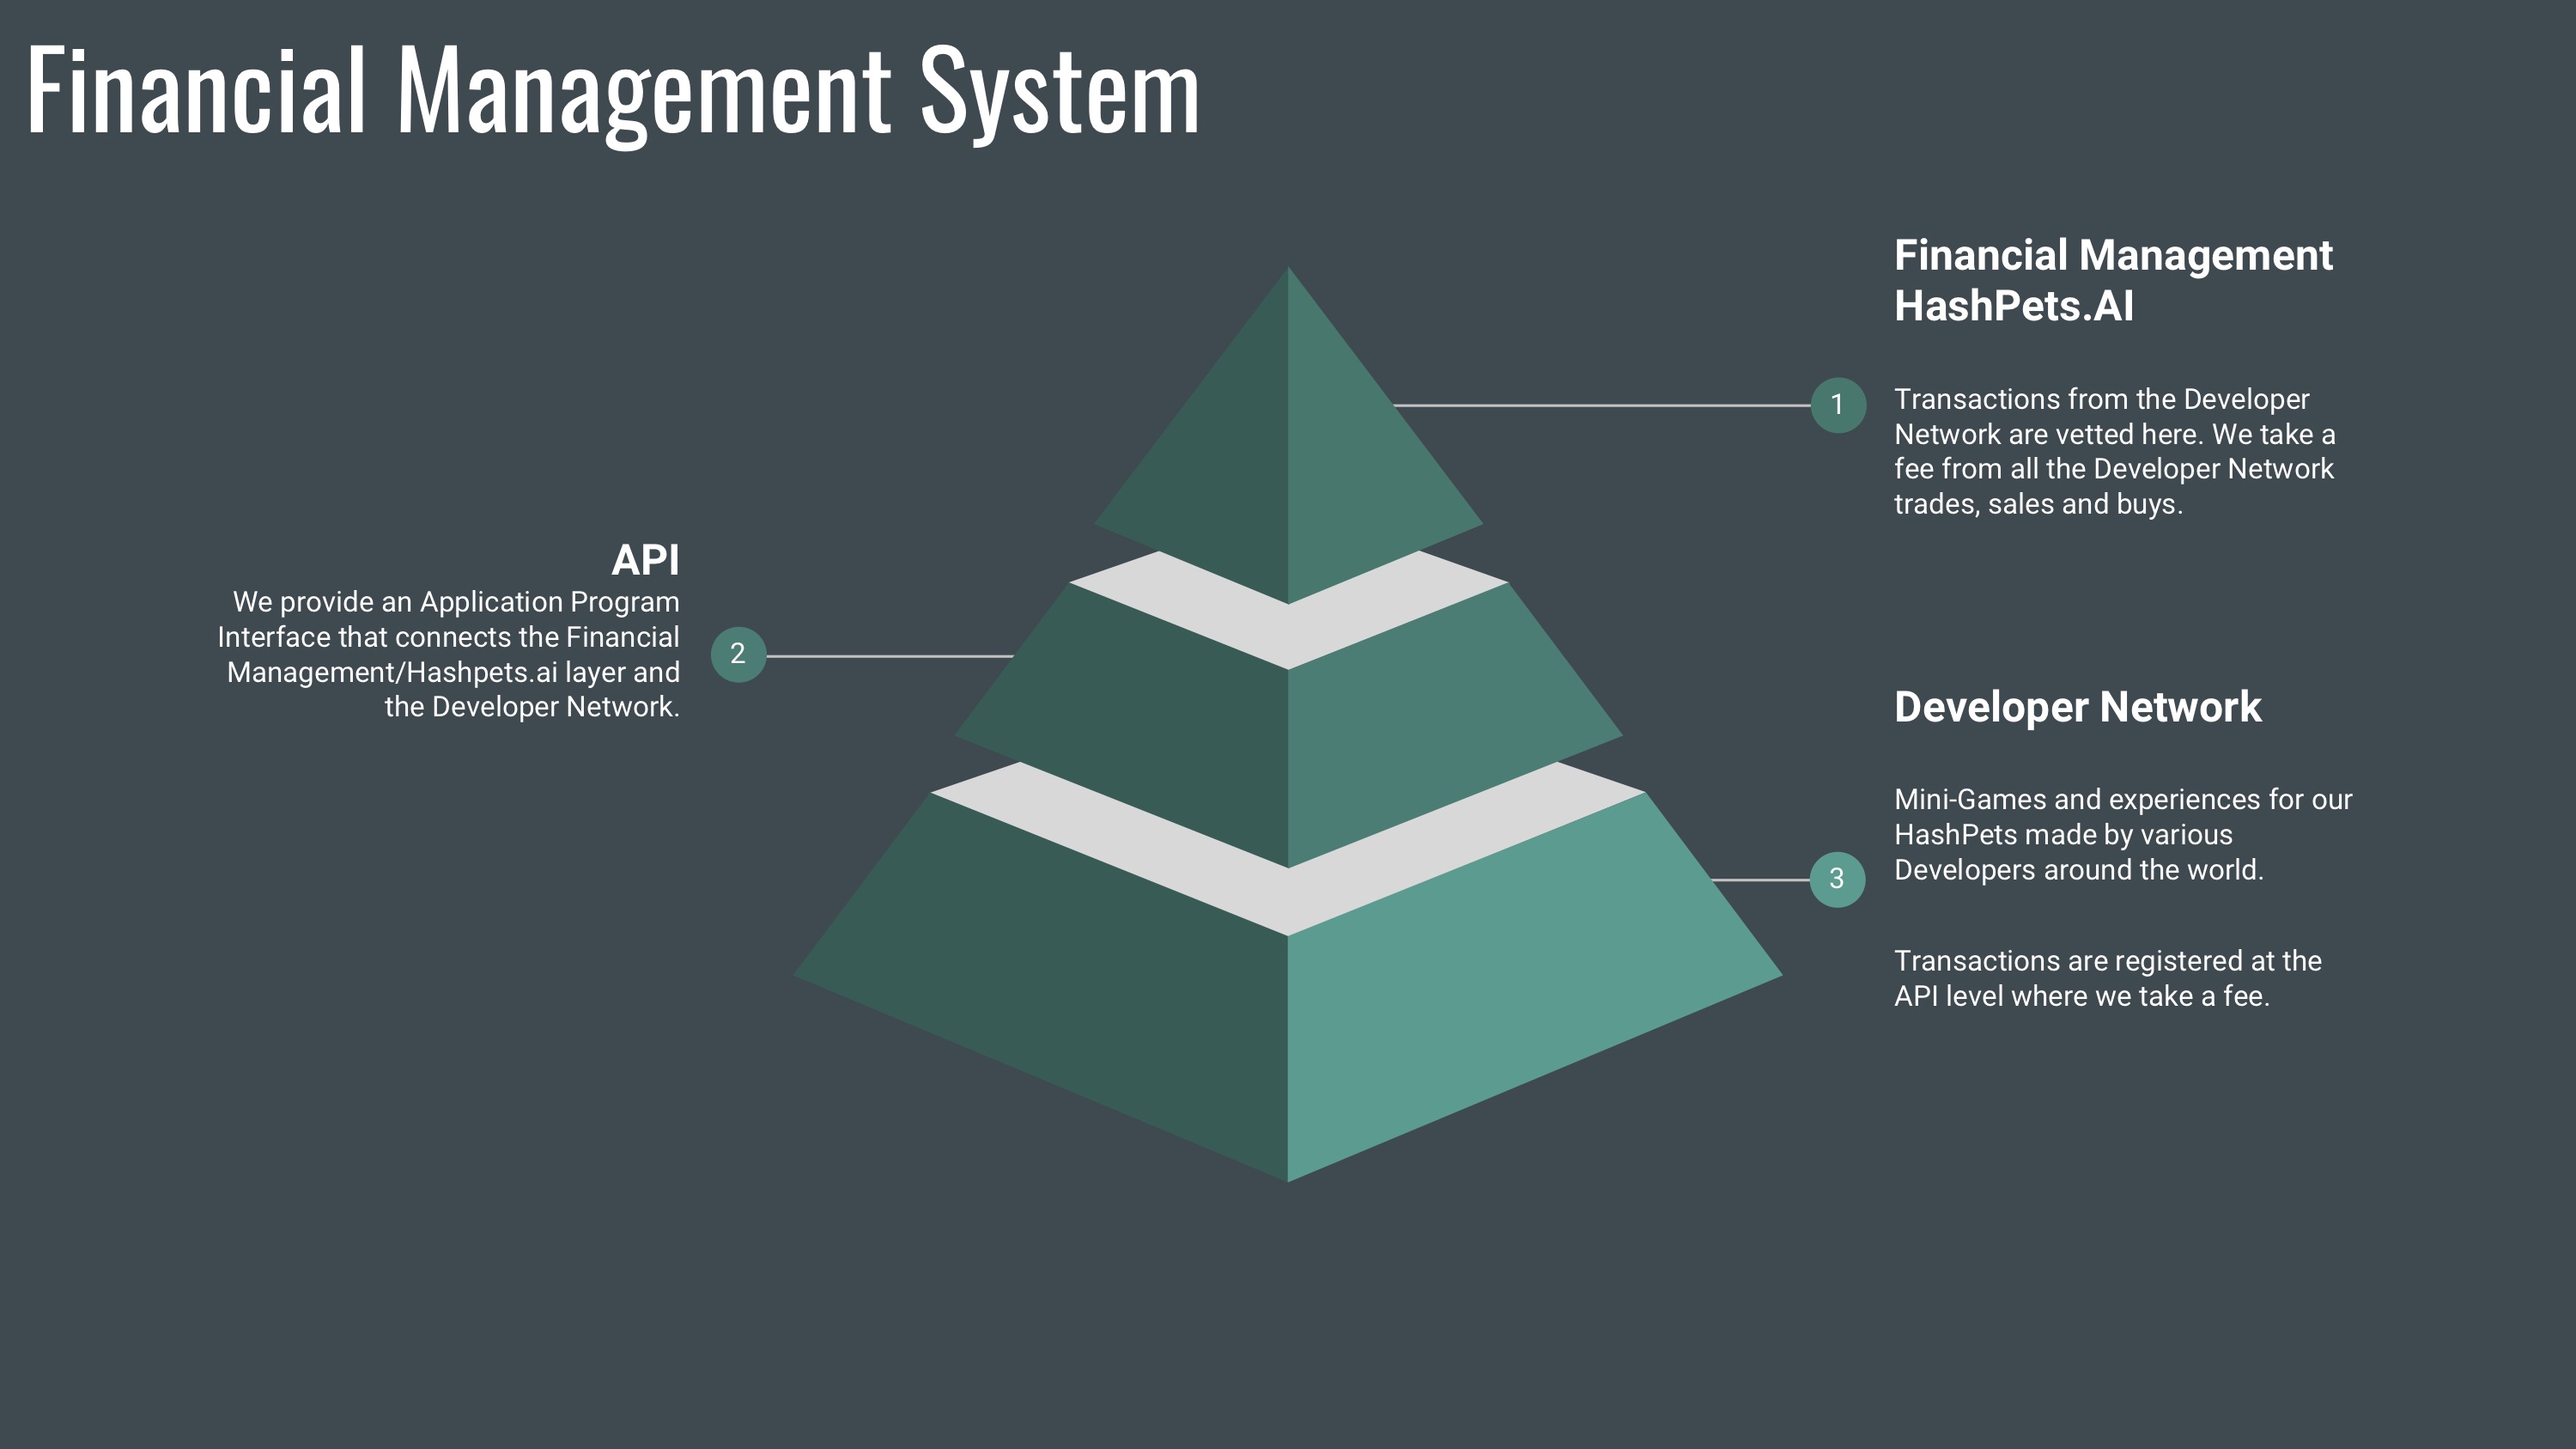 Financial Management System
Financial Management
HashPets.AI
1
Transactions from the Developer
Network are vetted here. We take a
fee from all the Developer Network
trades, sales and buys.
API
We provide an Application Program
Interface that connects the Financial
Management/Hashpets.ai layer and
the Developer Network.
2
Developer Network
Mini-Games and experiences for our
HashPets made by various
Developers around the world.
3
Transactions are registered at the
API level where we take a fee.